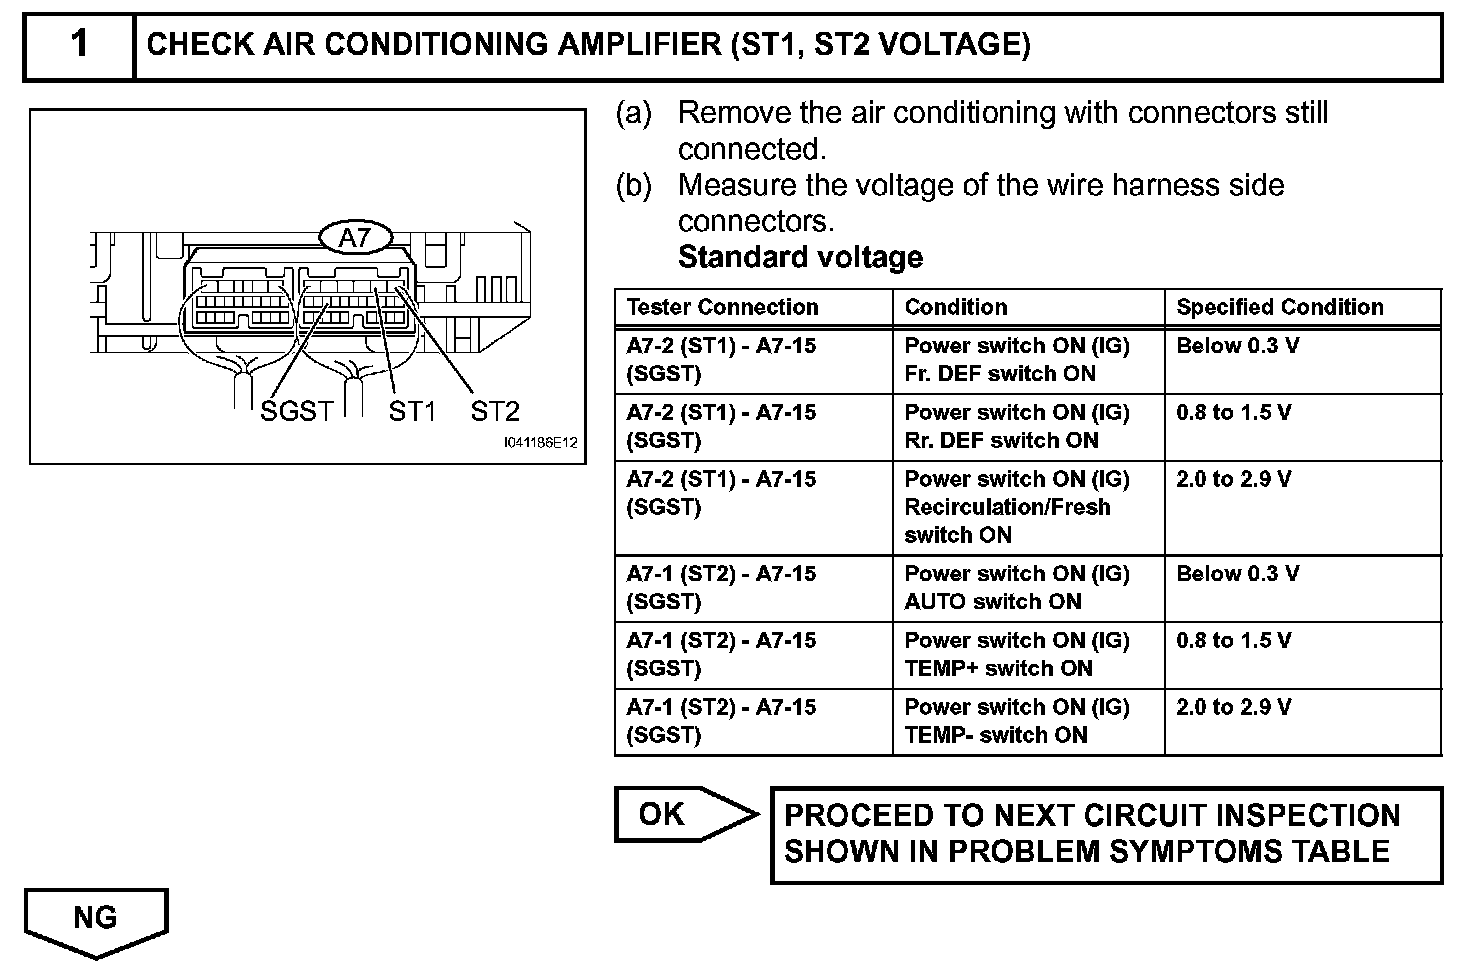 1
CHECK AIR CONDITIONING AMPLIFIER (ST1, ST2 VOLTAGE)
A7
SGST
ST1
ST2
I041186E12
(a) Remove the air conditioning with connectors still
connected.
(b) Measure the voltage of the wire harness side
connectors.
Standard voltage
Tester Connection Condition Specified Condition
A7-2 (ST1) - A7-15 Power switch ON (IG) Below 0.3 V
(SGST) Fr. DEF switch ON
A7-2 (ST1) - A7-15 Power switch ON (IG) 0.8 to 1.5 V
(SGST) Rr. DEF switch ON
A7-2 (ST1) - A7-15 Power switch ON (IG) 2.0 to 2.9 V
(SGST) Recirculation/Fresh
switch ON
A7-1 (ST2) - A7-15 Power switch ON (IG) Below 0.3 V
(SGST) AUTO switch ON
A7-1 (ST2) - A7-15 Power switch ON (IG) 0.8 to 1.5 V
(SGST) TEMP+ switch ON
A7-1 (ST2) - A7-15 Power switch ON (IG) 2.0 to 2.9 V
(SGST) TEMP- switch ON
OK
PROCEED TO NEXT CIRCUIT INSPECTION
SHOWN IN PROBLEM SYMPTOMS TABLE
NG